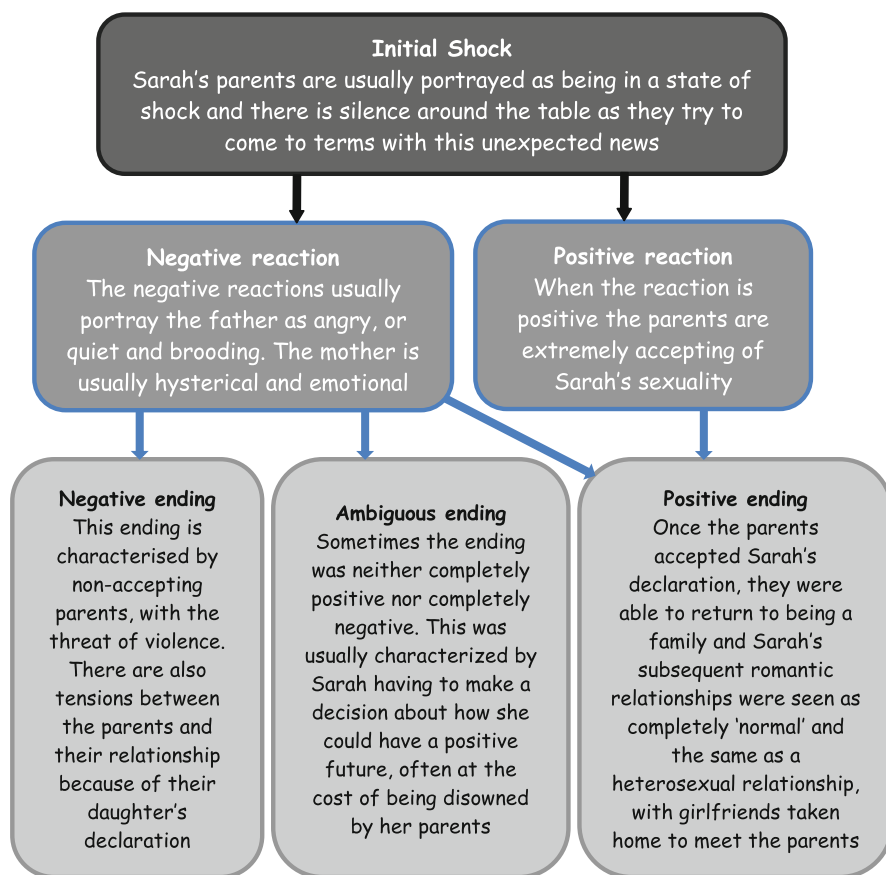 Initial Shock
Sarah's parents are usually portrayed as being in a state of
shock and there is silence around the table as they try to
come to terms with this unexpected news
Negative reaction
The negative reactions usually
portray the father as angry, or
quiet and brooding. The mother is
usually hysterical and emotional
Positive reaction
When the reaction is
positive the parents are
extremely accepting of
Sarah's sexuality
Negative ending
This ending is
characterised by
non-accepting
parents, with the
threat of violence.
There are also
tensions between
the parents and
their relationship
because of their
daughter's
declaration
Ambiguous ending
Sometimes the ending
was neither completely
positive nor completely
negative. This was
usually characterized by
Sarah having to make a
decision about how she
could have a positive
future, often at the
cost of being disowned
by her parents
Positive ending
Once the parents
accepted Sarah's
declaration, they were
able to return to being a
family and Sarah's
subsequent romantic
relationships were seen as
completely 'normal' and
the same as a
heterosexual relationship,
with girlfriends taken
home to meet the parents